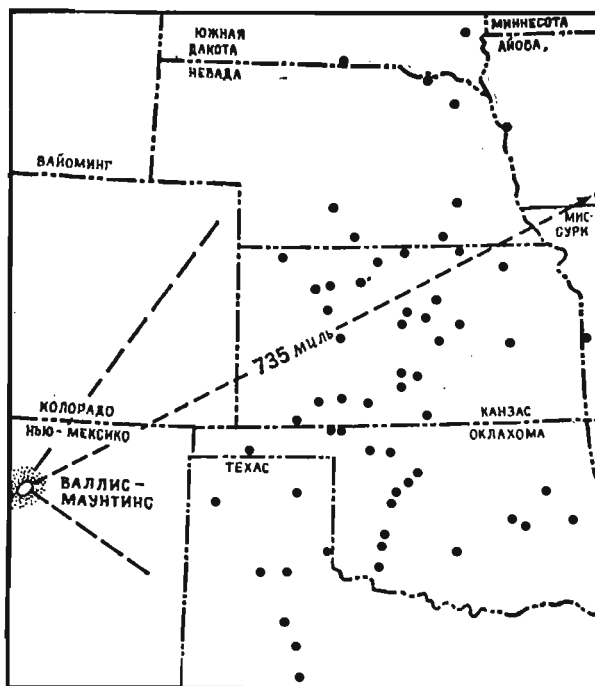 МИННЕСОТА
АЙОВА,
ЮЖНАЯ
ДАКОТА
НЕВАДА
ВАЙОМИНГ
МИС-
СУРИ
735 МИЛЬ
КОЛОРАДО
НЬЮ-МЕКСИКО
КАНЗАС
ОКЛАХОМА
ТЕХАС
ВАЛЛИС-
МАУНТИНС